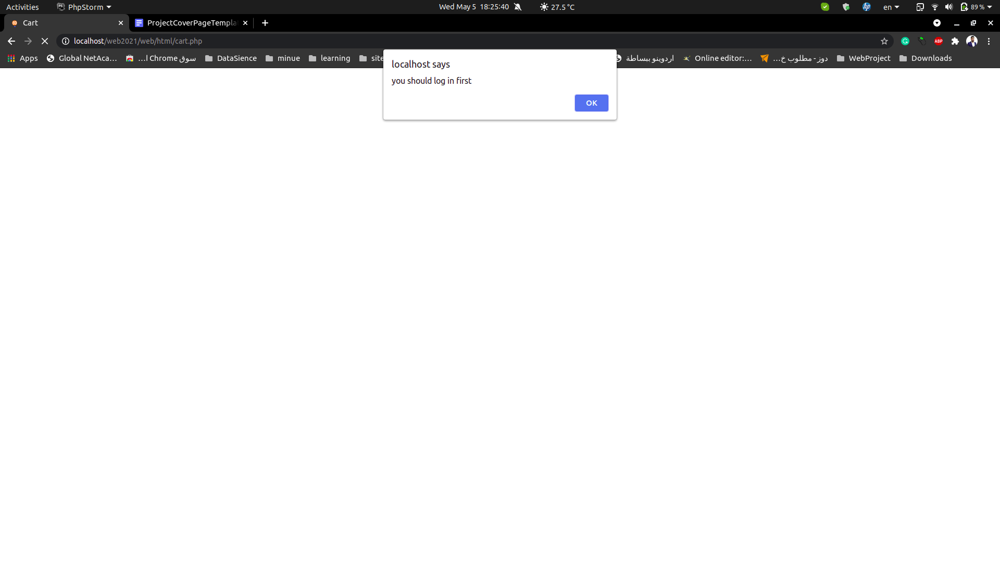 Activities PhpStorm Wed May 5 18:25:40 27.5 °C en 89 %
Cart ProjectCoverPageTempla
localhost/web2021/web/html/cart.php ABP
Apps Global NetAca... سوق Chrome ا... DataSience minue learning site اردوينو ببساطة Online editor:... دوز - مطلوب خ... WebProject Downloads
localhost says
you should log in first
OK